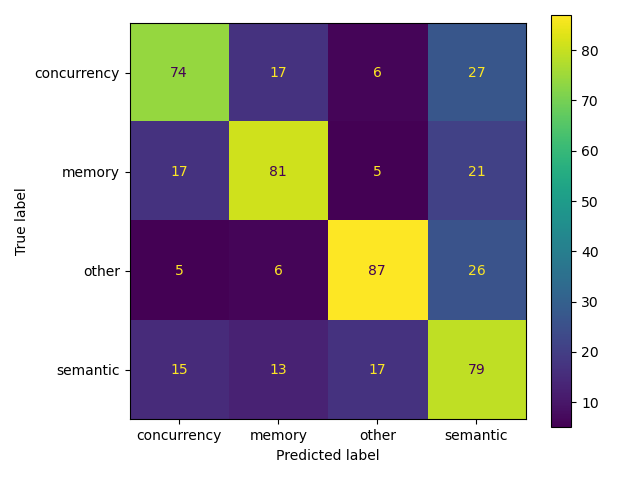 concurrency 74 17 6 27
memory 17 81 5 21
other 5 6 87 26
semantic 15 13 17 79
concurrency memory other semantic
Predicted label
True label
80
70
60
50
40
30
20
10